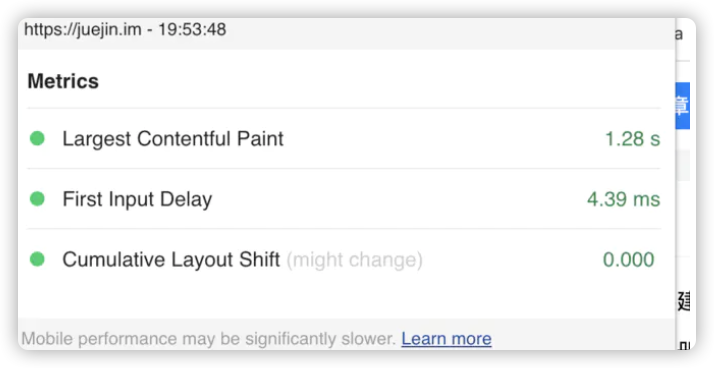 https://juejin.im - 19:53:48
a
Metrics
章
Largest Contentful Paint 1.28 s
First Input Delay 4.39 ms
Cumulative Layout Shift (might change) 0.000
Mobile performance may be significantly slower. Learn more